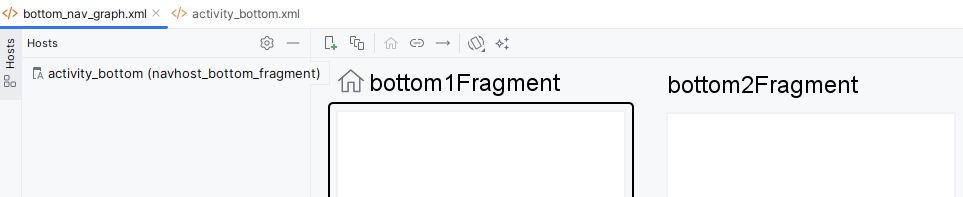 bottom_nav_graph.xml
activity_bottom.xml
Hosts
Hosts
activity_bottom (navhost_bottom_fragment)
bottom1Fragment
bottom2Fragment